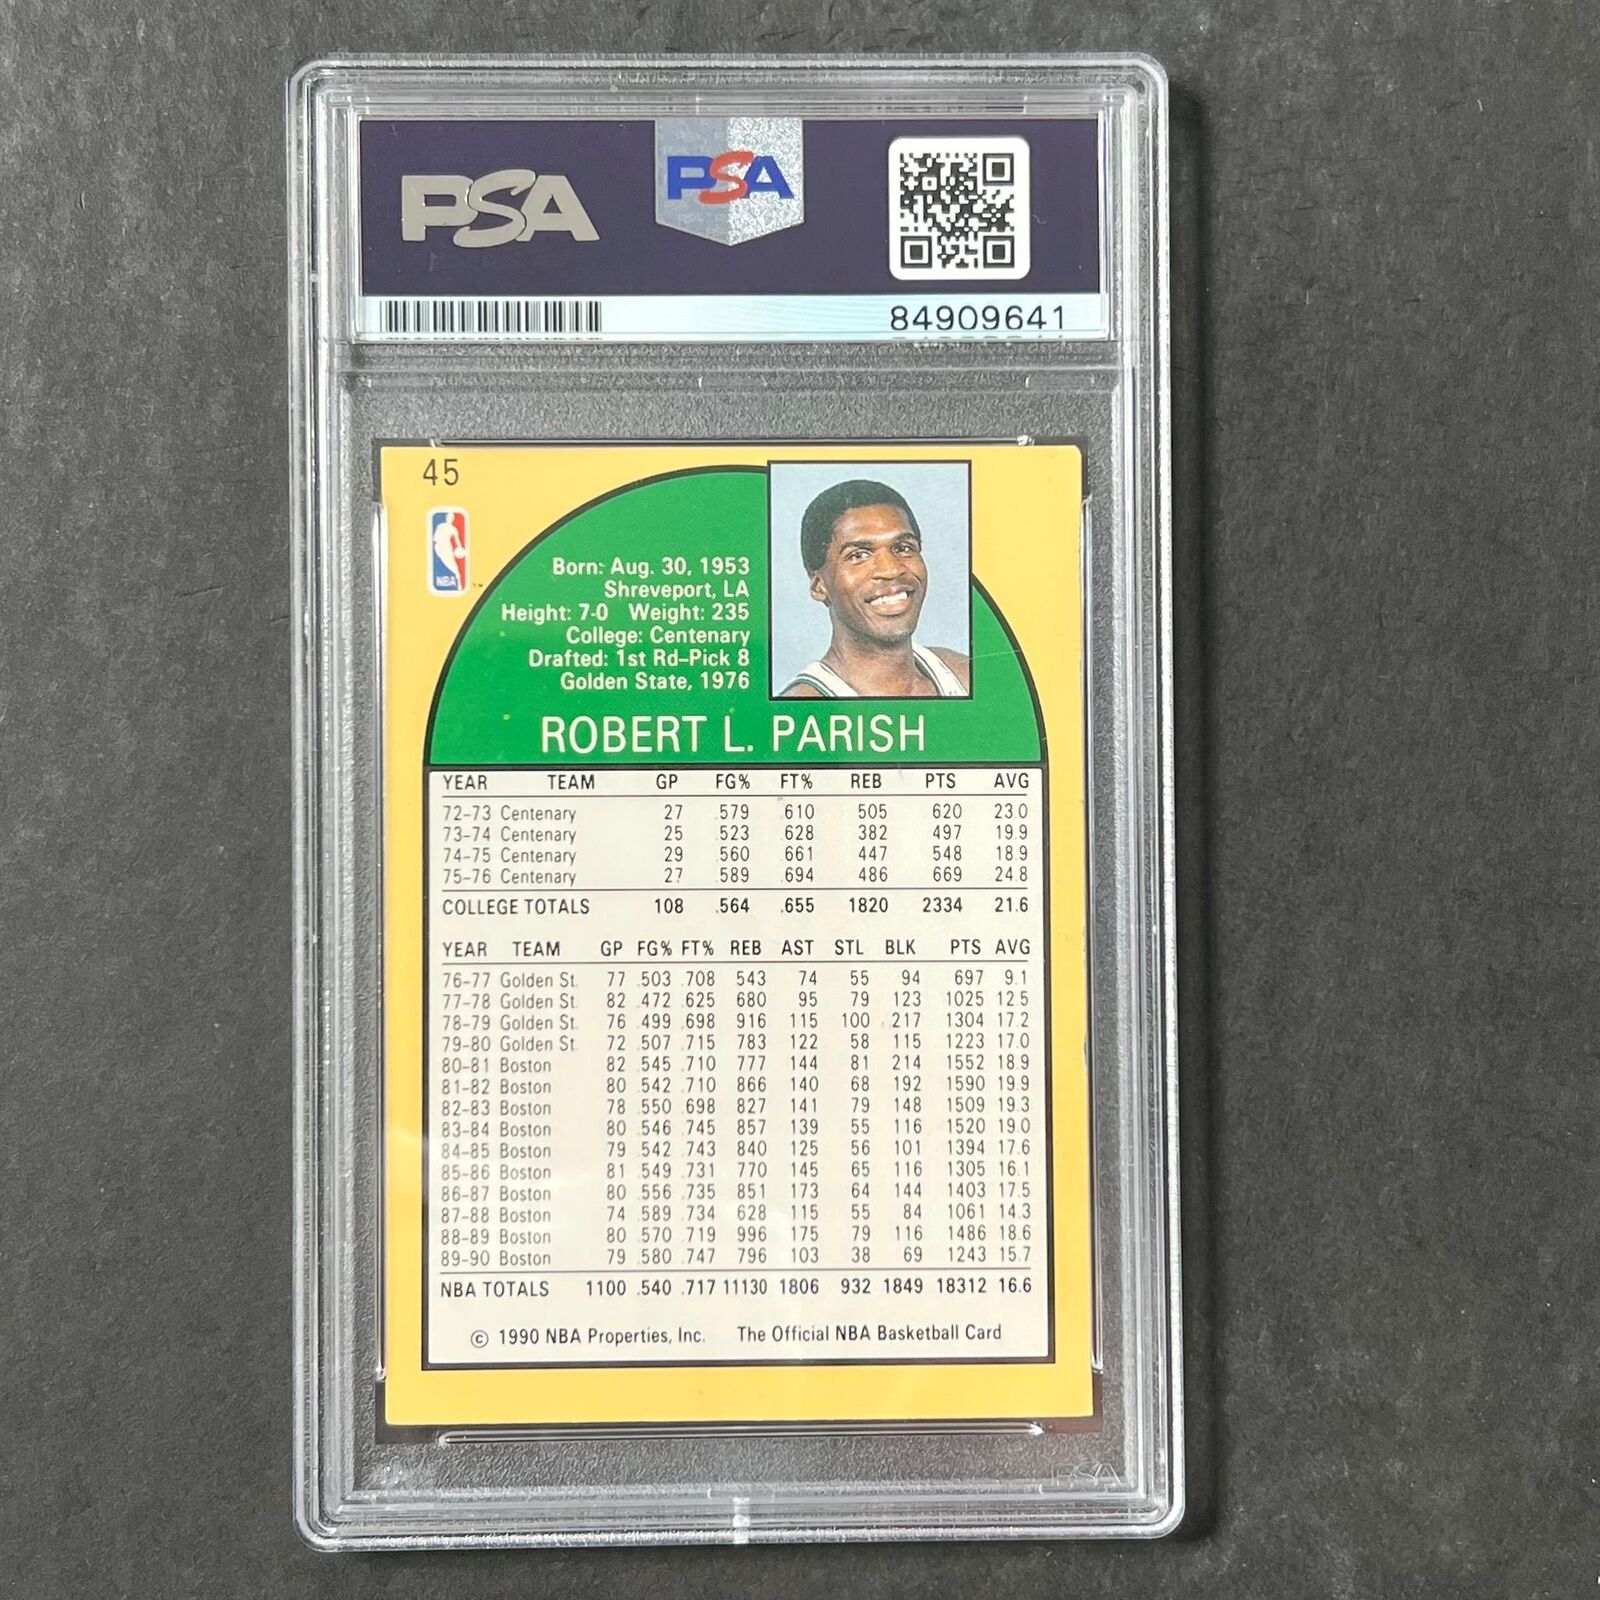 PSA
PSA
84909641
45
NBA
Born: Aug. 30, 1953
Shreveport, LA
Height: 7-0 Weight: 235
College: Centenary
Drafted: 1st Rd–Pick 8
Golden State, 1976
ROBERT L. PARISH
YEAR TEAM GP FG% FT% REB PTS AVG
72–73 Centenary 27 .579 .610 505 620 23.0
73–74 Centenary 25 .523 .628 382 497 19.9
74–75 Centenary 29 .560 .661 447 548 18.9
75–76 Centenary 27 .589 .694 486 669 24.8
COLLEGE TOTALS 108 .564 .655 1820 2334 21.6
YEAR TEAM GP FG% FT% REB AST STL BLK PTS AVG
76–77 Golden St. 77 .503 .708 543 74 55 94 697 9.1
77–78 Golden St. 82 .472 .625 680 95 79 123 1025 12.5
78–79 Golden St. 76 .499 .698 916 115 100 217 1304 17.2
79–80 Golden St. 72 .507 .715 783 122 58 115 1223 17.0
80–81 Boston 82 .545 .710 777 144 81 214 1552 18.9
81–82 Boston 80 .542 .710 866 140 68 192 1590 19.9
82–83 Boston 78 .550 .698 827 141 79 148 1509 19.3
83–84 Boston 80 .546 .745 857 139 55 116 1520 19.0
84–85 Boston 79 .542 .743 840 125 56 101 1394 17.6
85–86 Boston 81 .549 .731 770 145 65 116 1305 16.1
86–87 Boston 80 .556 .735 851 173 64 144 1403 17.5
87–88 Boston 74 .589 .734 628 115 55 84 1061 14.3
88–89 Boston 80 .570 .719 996 175 79 116 1486 18.6
89–90 Boston 79 .580 .747 796 103 38 69 1243 15.7
NBA TOTALS 1100 .540 .717 11130 1806 932 1849 18312 16.6
© 1990 NBA Properties, Inc. The Official NBA Basketball Card
PSA